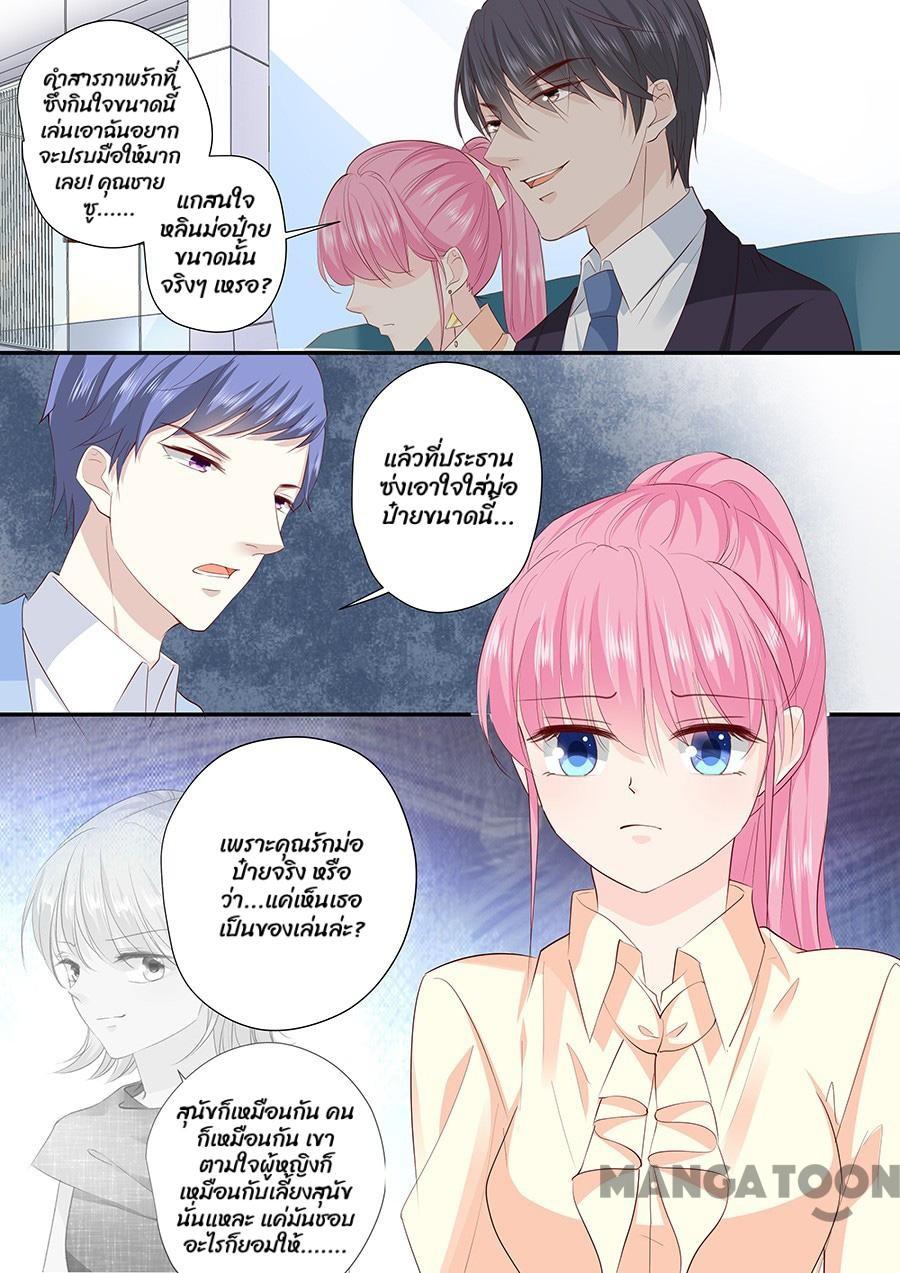 คำสารภาพรักที่
ซึ้งกินใจขนาดนี้
เล่นเอาฉันอยาก
จะปรบมือให้มาก
เลย! คุณชาย
ซู......
แกสนใจ
หลินม่อป๋าย
ขนาดนั้น
จริงๆ เหรอ?
แล้วที่ประธาน
ซ่งเอาใจใส่ม่อ
ป๋ายขนาดนี้...
เพราะคุณรักม่อ
ป๋ายจริง หรือ
ว่า...แค่เห็นเธอ
เป็นของเล่นล่ะ?
สุนัขก็เหมือนกัน คน
ก็เหมือนกัน เขา
ตามใจผู้หญิงก็
เหมือนกับเลี้ยงสุนัข
นั่นแหละ แค่มันชอบ
อะไรก็ยอมให้.......
MANGATOON